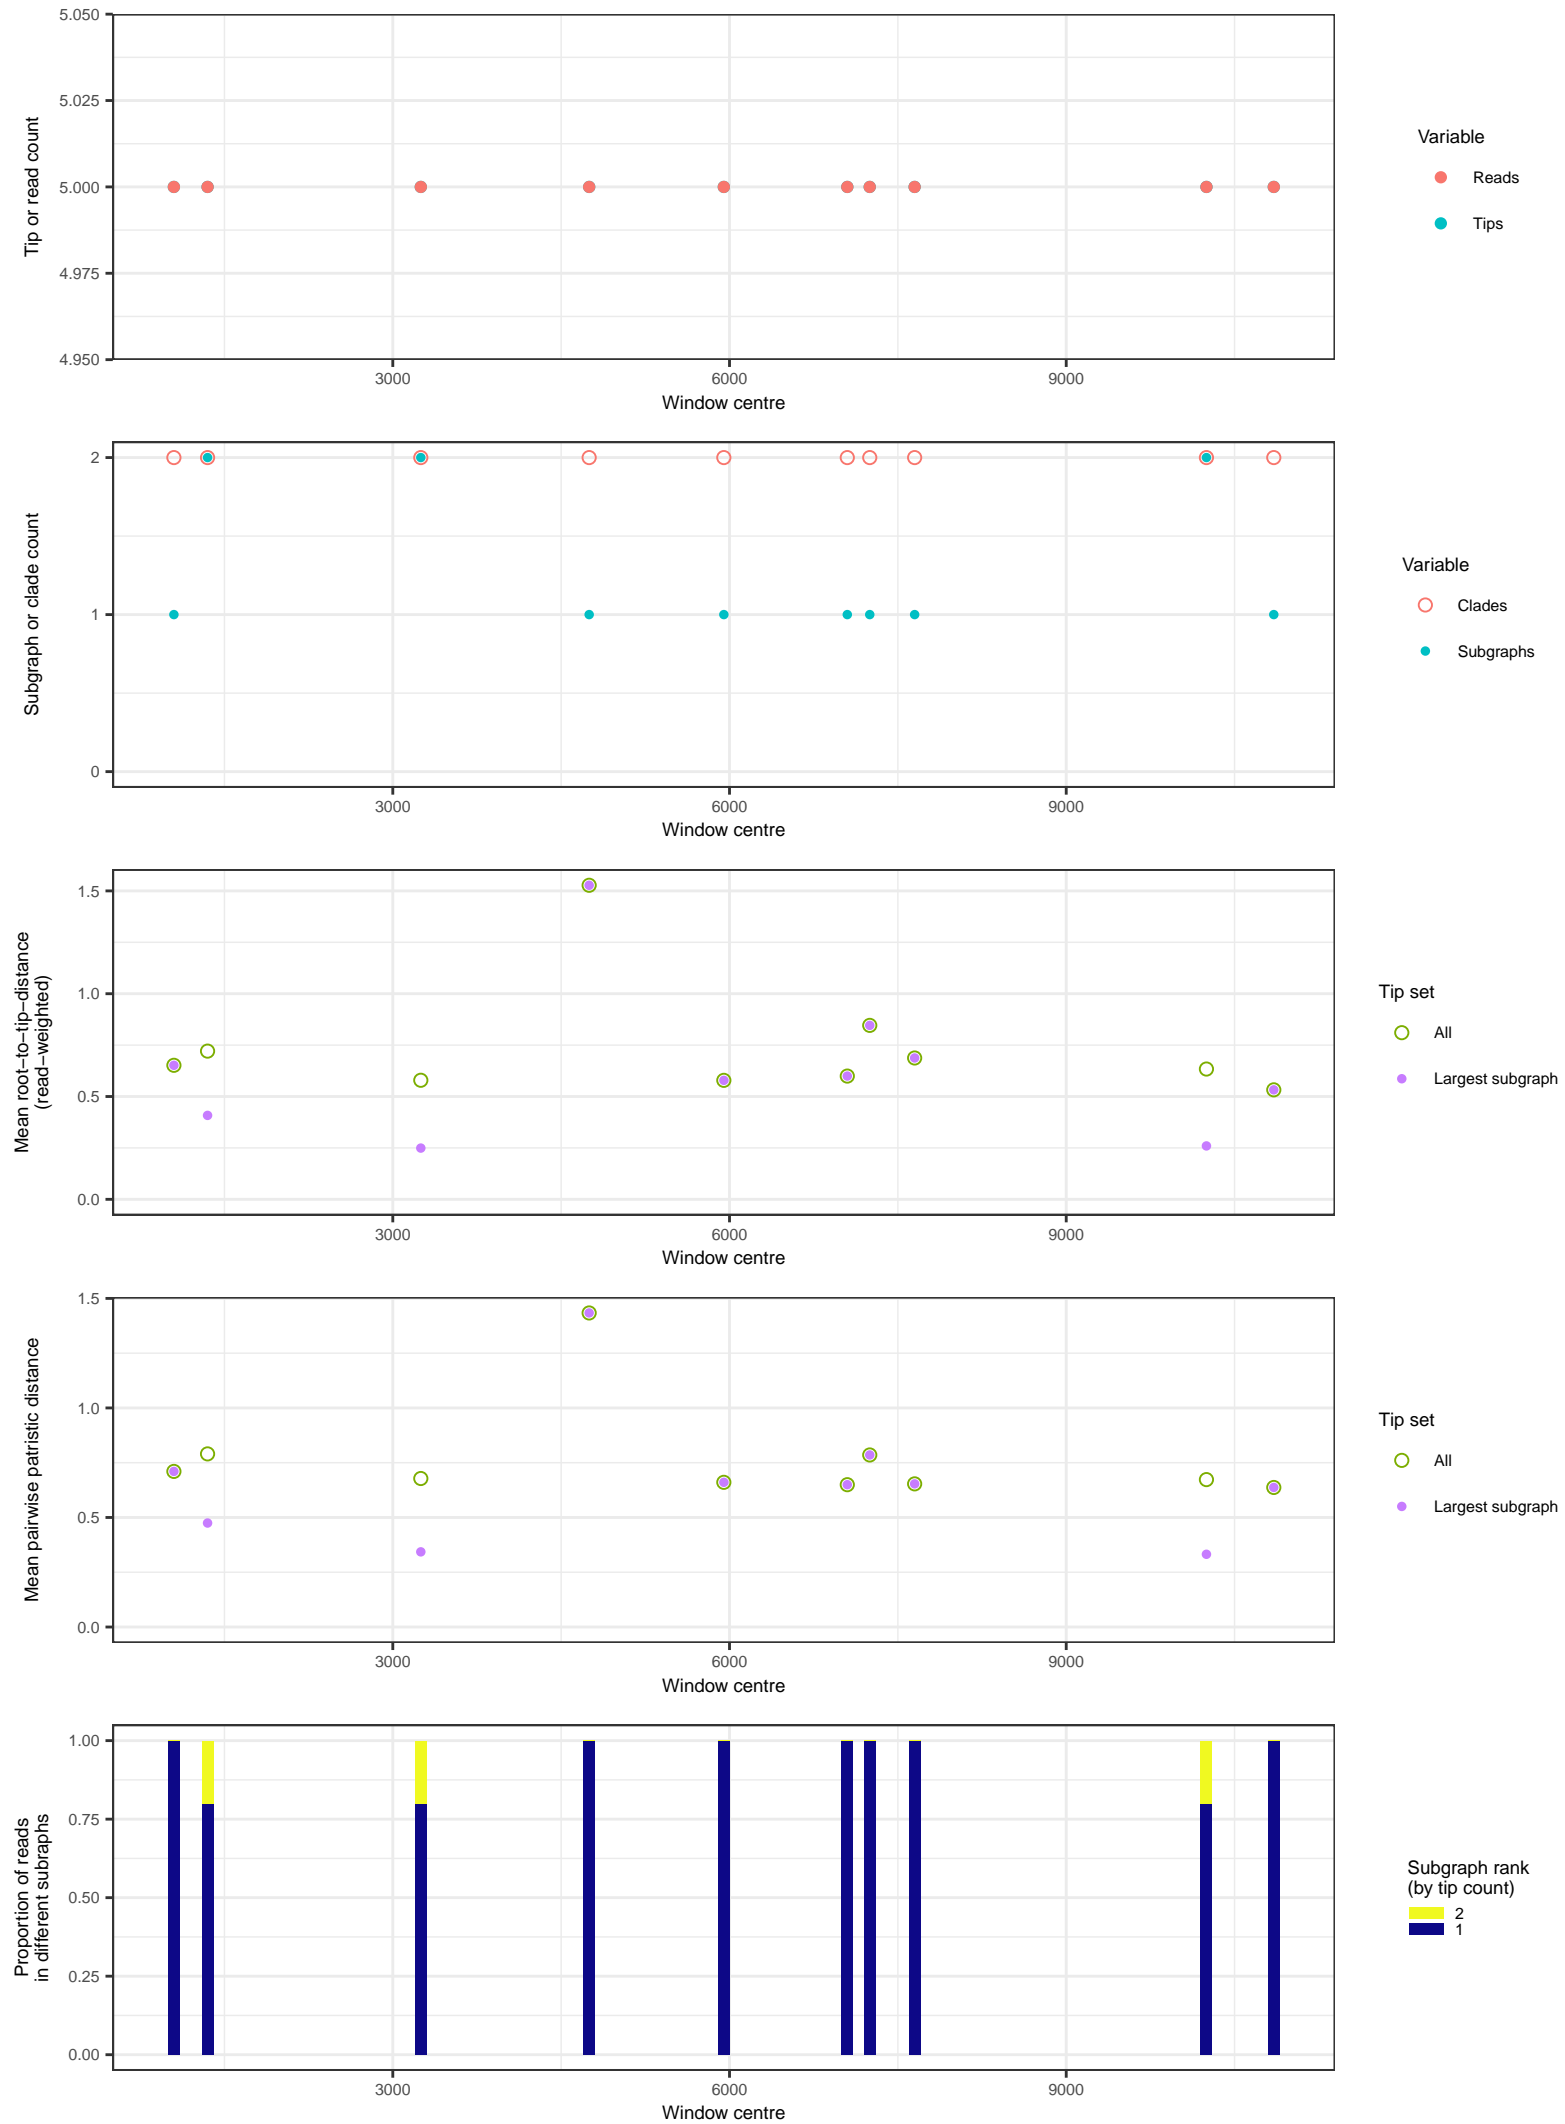 5.050
5.025
5.000
4.975
4.950
Tip or read count
3000
6000
9000
Window centre
Variable
Reads
Tips
2
1
0
Subgraph or clade count
3000
6000
9000
Window centre
Variable
Clades
Subgraphs
1.5
1.0
0.5
0.0
Mean root−to−tip−distance
(read−weighted)
3000
6000
9000
Window centre
Tip set
All
Largest subgraph
1.5
1.0
0.5
0.0
Mean pairwise patristic distance
3000
6000
9000
Window centre
Tip set
All
Largest subgraph
1.00
0.75
0.50
0.25
0.00
Proportion of reads
in different subraphs
3000
6000
9000
Window centre
Subgraph rank
(by tip count)
2
1